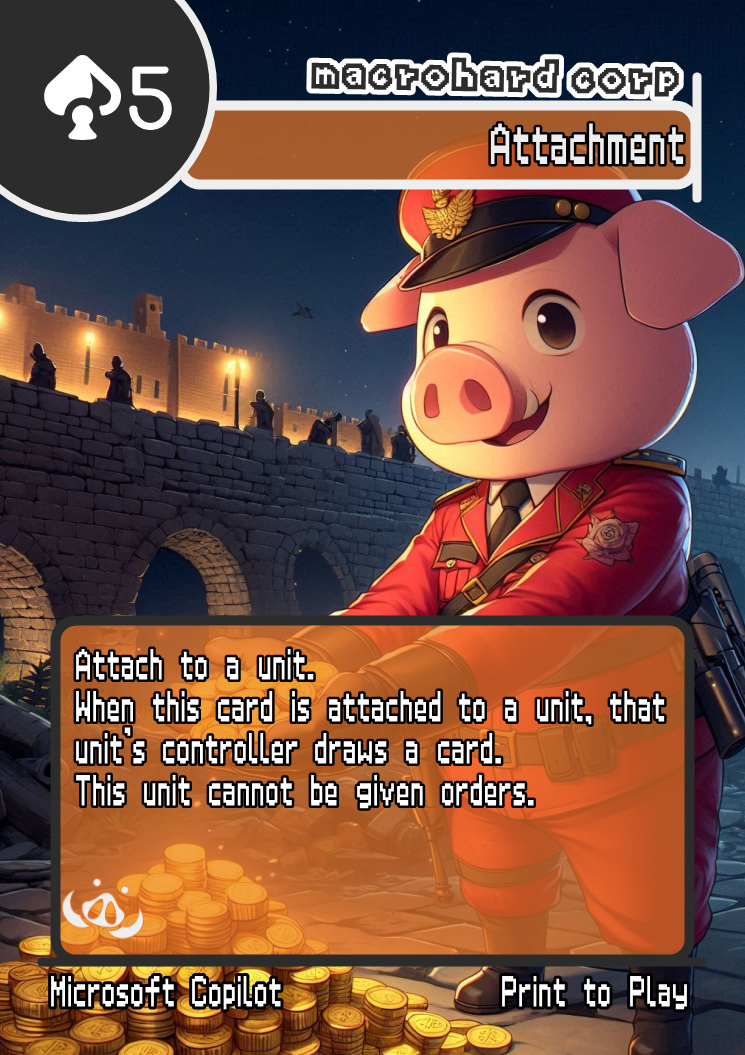 5
macrohard corp
Attachment
Attach to a unit.
When this card is attached to a unit, that
unit's controller draws a card.
This unit cannot be given orders.
Microsoft Copilot
Print to Play